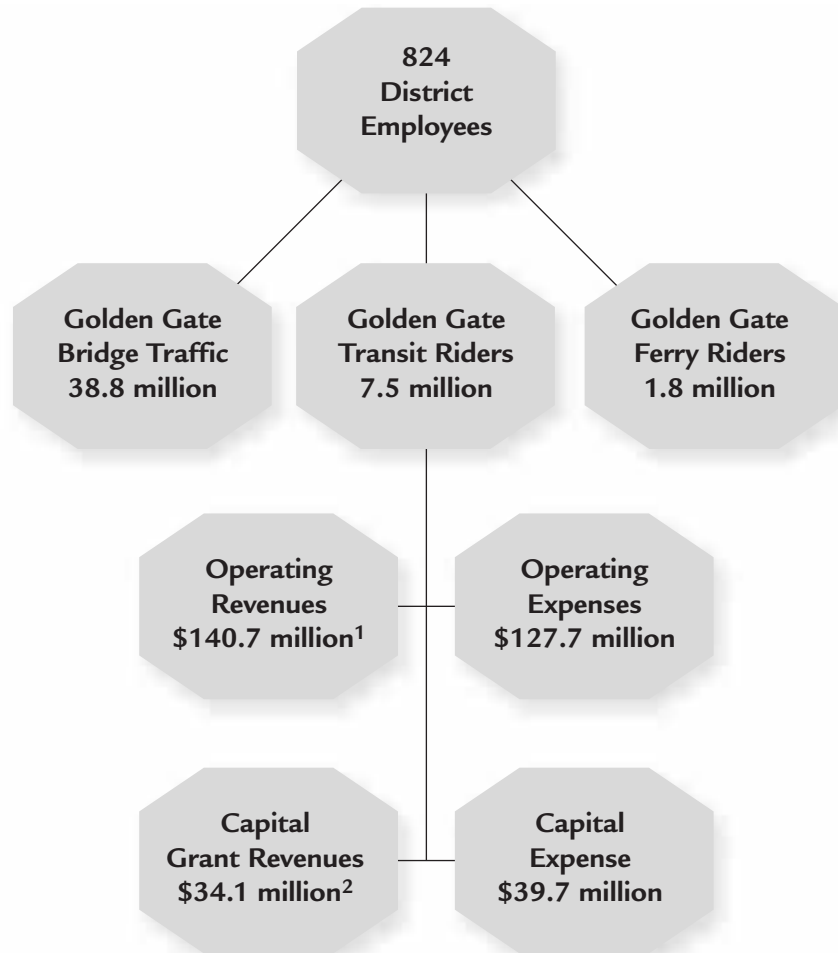 824
District
Employees
Golden Gate
Bridge Traffic
38.8 million
Golden Gate
Transit Riders
7.5 million
Golden Gate
Ferry Riders
1.8 million
Operating
Revenues
$140.7 million¹
Operating
Expenses
$127.7 million
Capital
Grant Revenues
$34.1 million²
Capital
Expense
$39.7 million